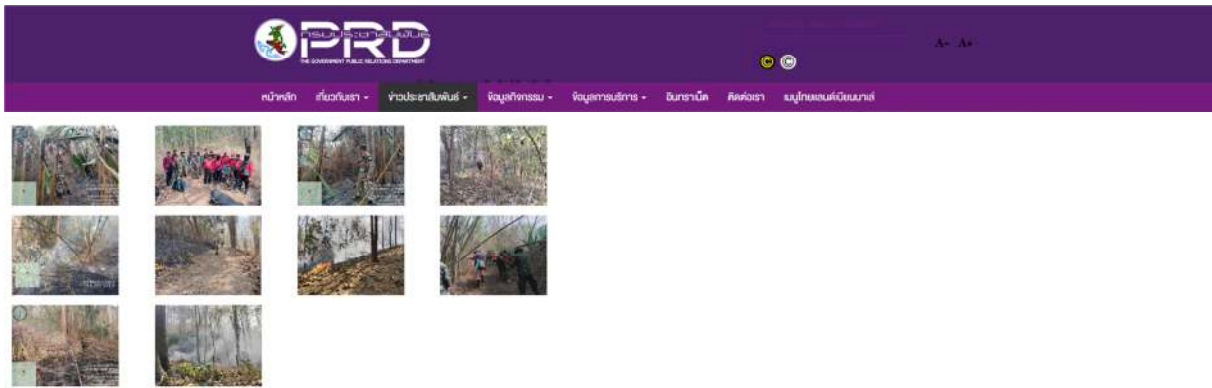 กรมประชาสัมพันธ์
PRD
THE GOVERNMENT PUBLIC RELATIONS DEPARTMENT
A- A+
C C
หน้าหลัก เกี่ยวกับเรา ข่าวประชาสัมพันธ์ ข้อมูลกิจกรรม ข้อมูลการบริการ อินทราเน็ต ติดต่อเรา เมนูไทยแลนด์เบียนนาเล่